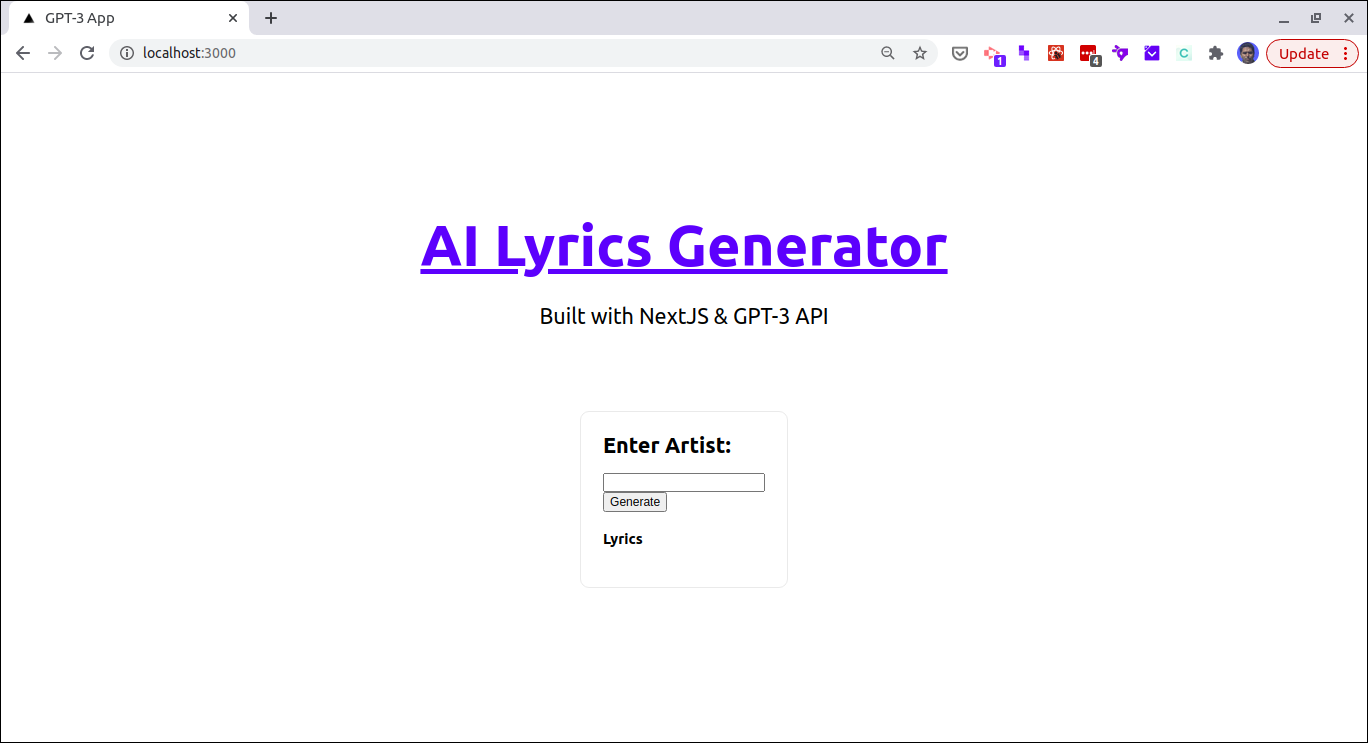 GPT-3 App
localhost:3000
1
4
C
Update
AI Lyrics Generator
Built with NextJS & GPT-3 API
Enter Artist:
Generate
Lyrics